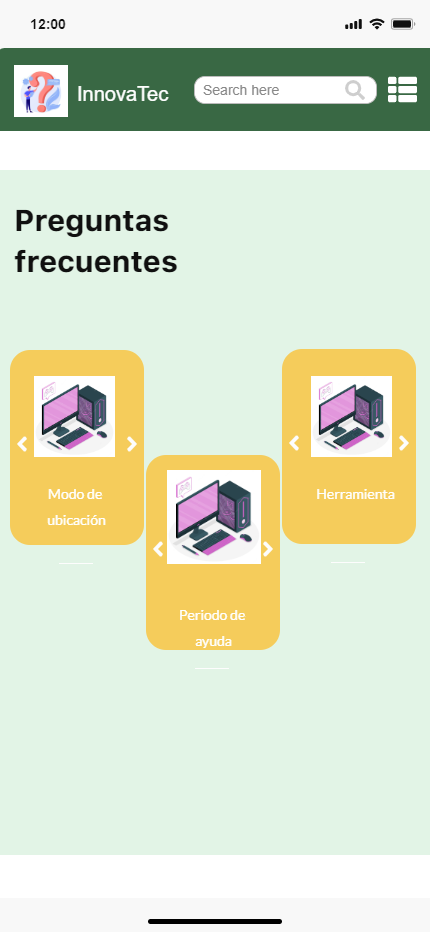 12:00
InnovaTec
Search here
Preguntas
frecuentes
Modo de
ubicación
Herramienta
Periodo de
ayuda